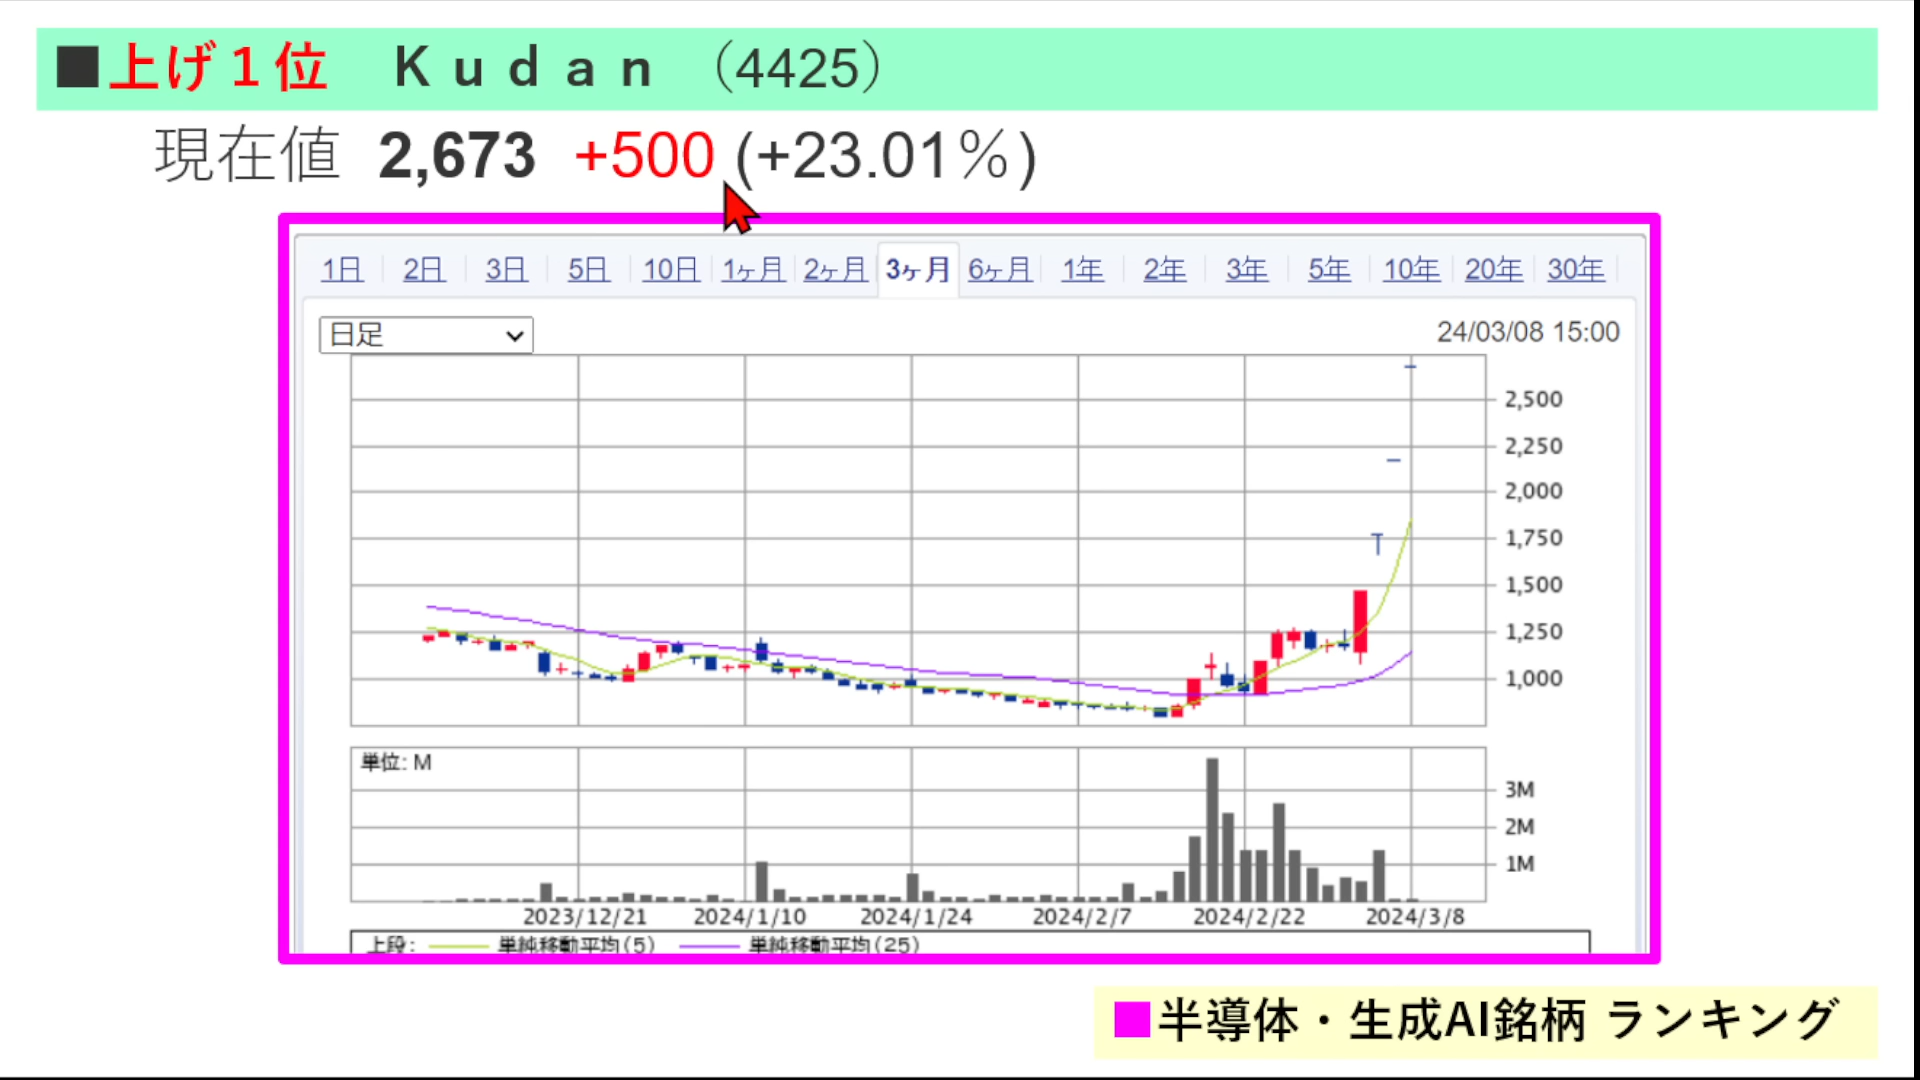 ■上げ１位　Ｋｕｄａｎ（4425）
現在値 2,673 +500 (+23.01％)
1日 2日 3日 5日 10日 1ヶ月 2ヶ月 3ヶ月 6ヶ月 1年 2年 3年 5年 10年 20年 30年
日足
24/03/08 15:00
2,500
2,250
2,000
1,750
1,500
1,250
1,000
単位: M
3M
2M
1M
2023/12/21 2024/1/10 2024/1/24 2024/2/7 2024/2/22 2024/3/8
上段: 単純移動平均(5) 単純移動平均(25)
■半導体・生成AI銘柄 ランキング